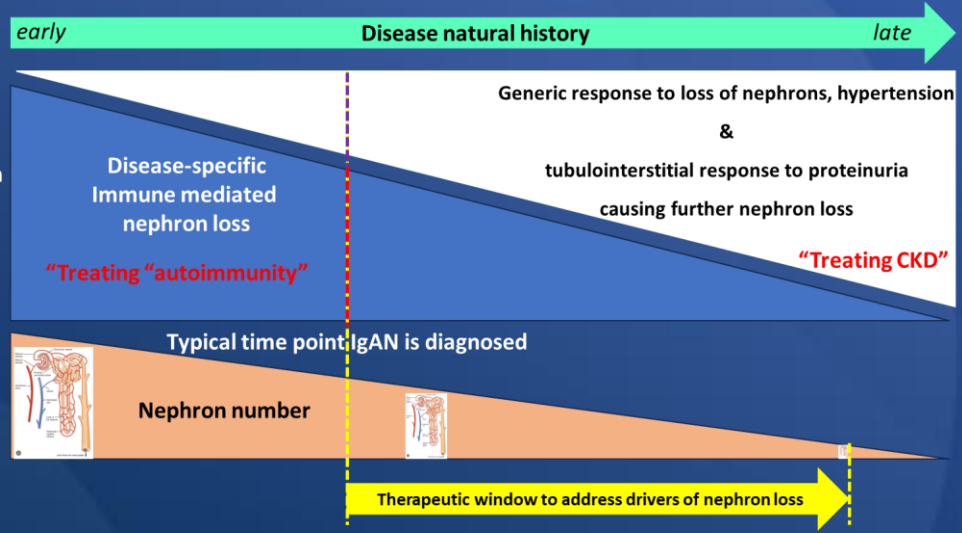 early Disease natural history late
Generic response to loss of nephrons, hypertension
&
tubulointerstitial response to proteinuria
causing further nephron loss
Disease-specific
Immune mediated
nephron loss
“Treating “autoimmunity”
“Treating CKD”
Typical time point IgAN is diagnosed
Nephron number
Therapeutic window to address drivers of nephron loss